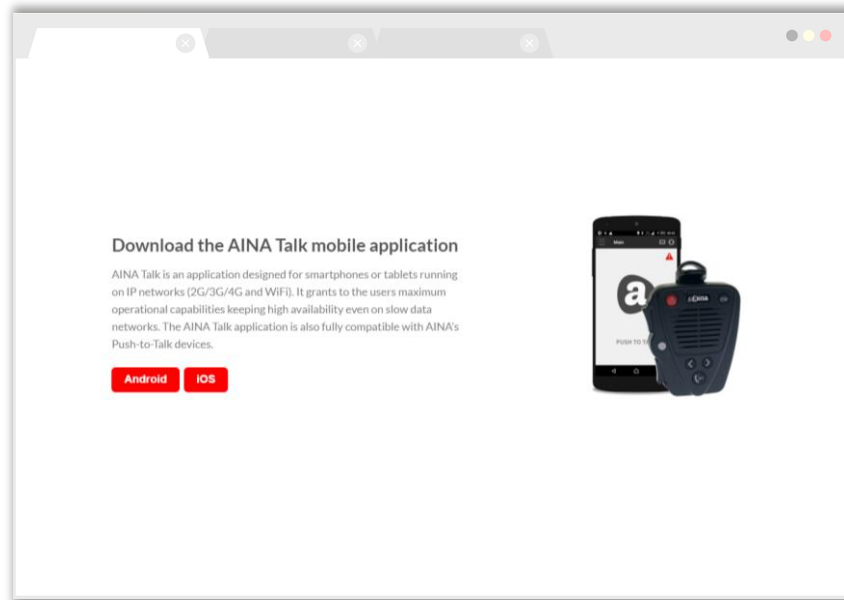 Download the AINA Talk mobile application
AINA Talk is an application designed for smartphones or tablets running
on IP networks (2G/3G/4G and WiFi). It grants to the users maximum
operational capabilities keeping high availability even on slow data
networks. The AINA Talk application is also fully compatible with AINA's
Push-to-Talk devices.
Android iOS
Main
a
AINA
PUSH TO